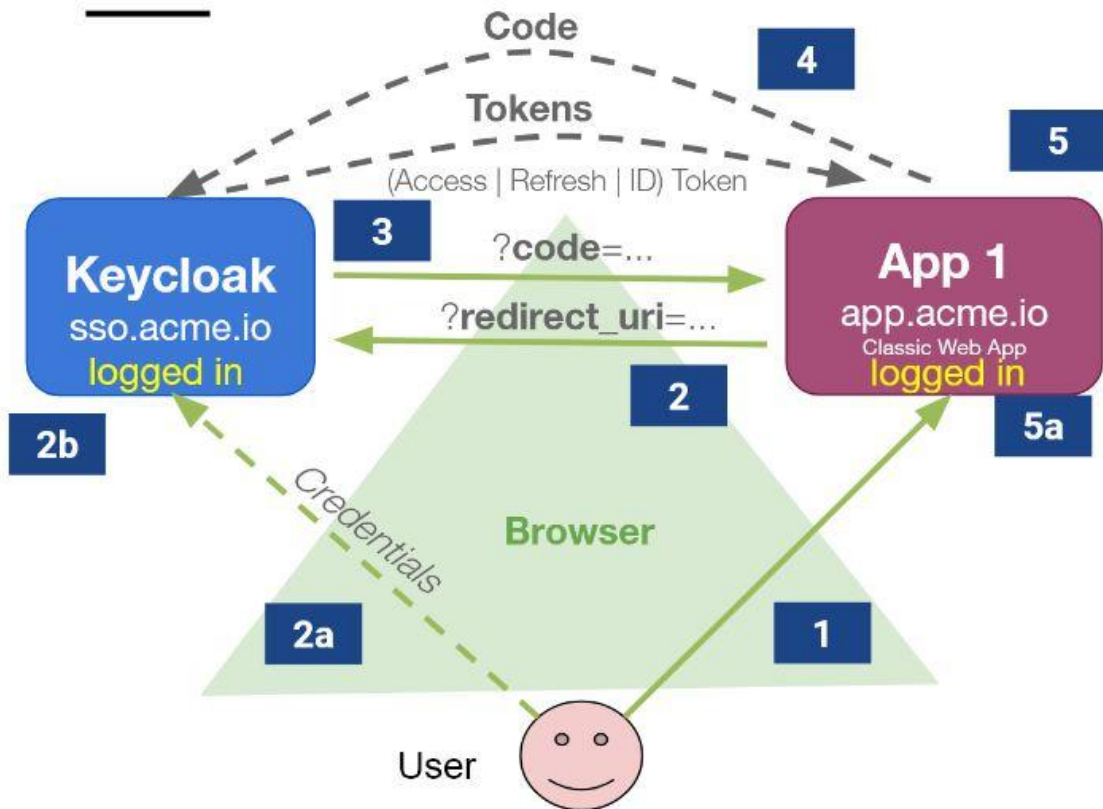 Code
4
Tokens
5
(Access | Refresh | ID) Token
3
?code=...
Keycloak
sso.acme.io
logged in
App 1
app.acme.io
Classic Web App
logged in
?redirect_uri=...
2
2b
5a
Credentials
Browser
2a
1
User